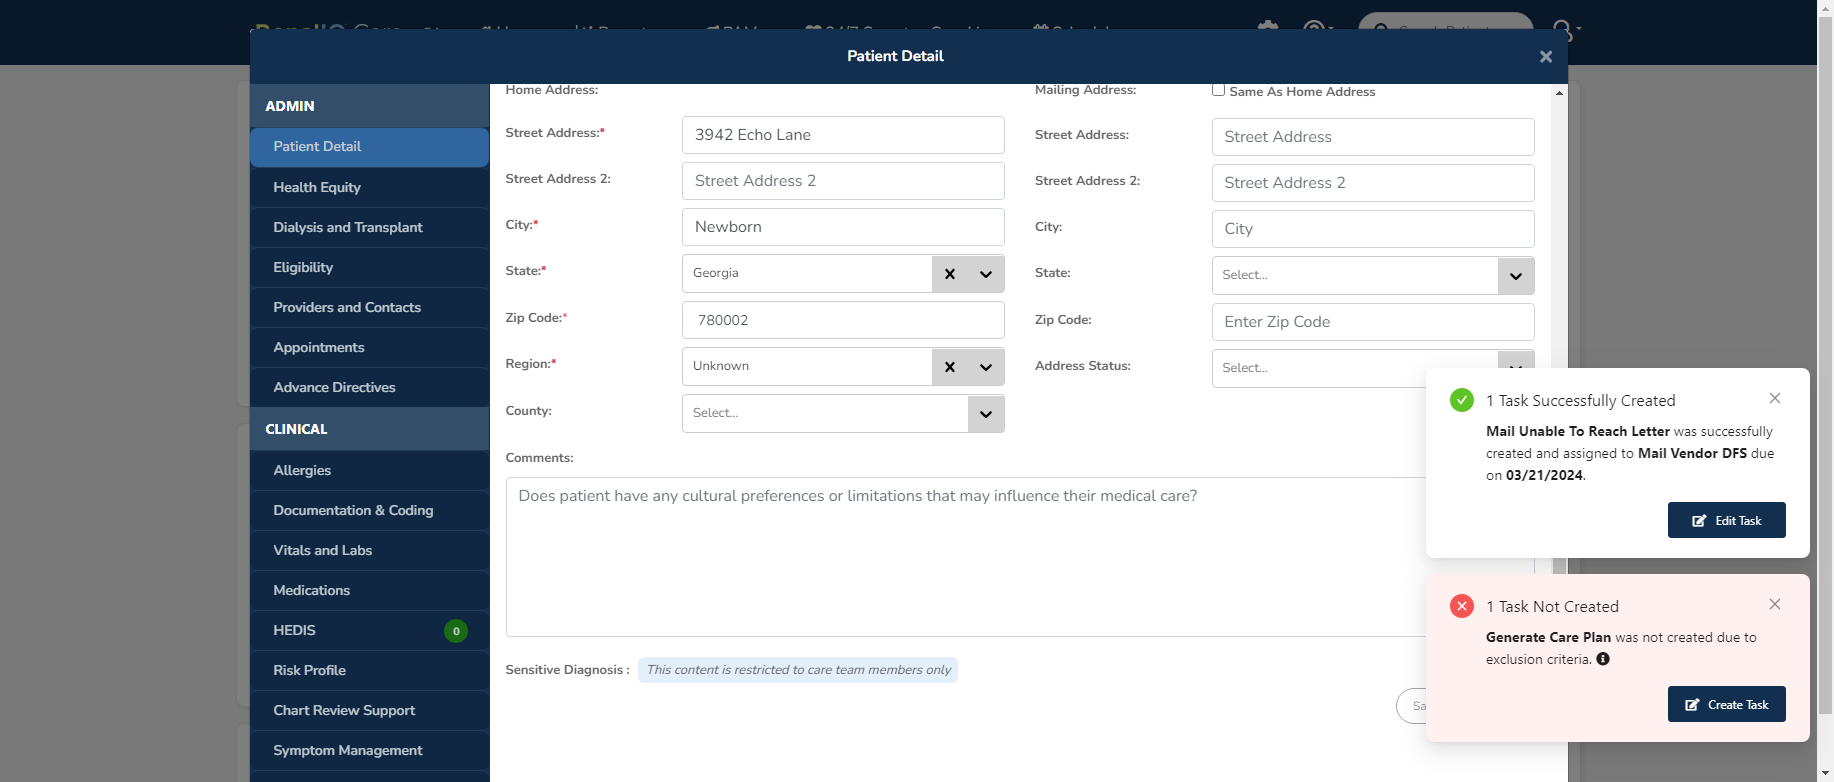 Patient Detail
ADMIN
Patient Detail
Health Equity
Dialysis and Transplant
Eligibility
Providers and Contacts
Appointments
Advance Directives
CLINICAL
Allergies
Documentation & Coding
Vitals and Labs
Medications
HEDIS 0
Risk Profile
Chart Review Support
Symptom Management
Home Address:
Street Address:* 3942 Echo Lane
Street Address 2: Street Address 2
City:* Newborn
State:* Georgia
Zip Code:* 780002
Region:* Unknown
County: Select...
Mailing Address: Same As Home Address
Street Address: Street Address
Street Address 2: Street Address 2
City: City
State: Select...
Zip Code: Enter Zip Code
Address Status: Select...
Comments:
Does patient have any cultural preferences or limitations that may influence their medical care?
Sensitive Diagnosis : This content is restricted to care team members only
1 Task Successfully Created
Mail Unable To Reach Letter was successfully
created and assigned to Mail Vendor DFS due
on 03/21/2024.
Edit Task
1 Task Not Created
Generate Care Plan was not created due to
exclusion criteria.
Create Task